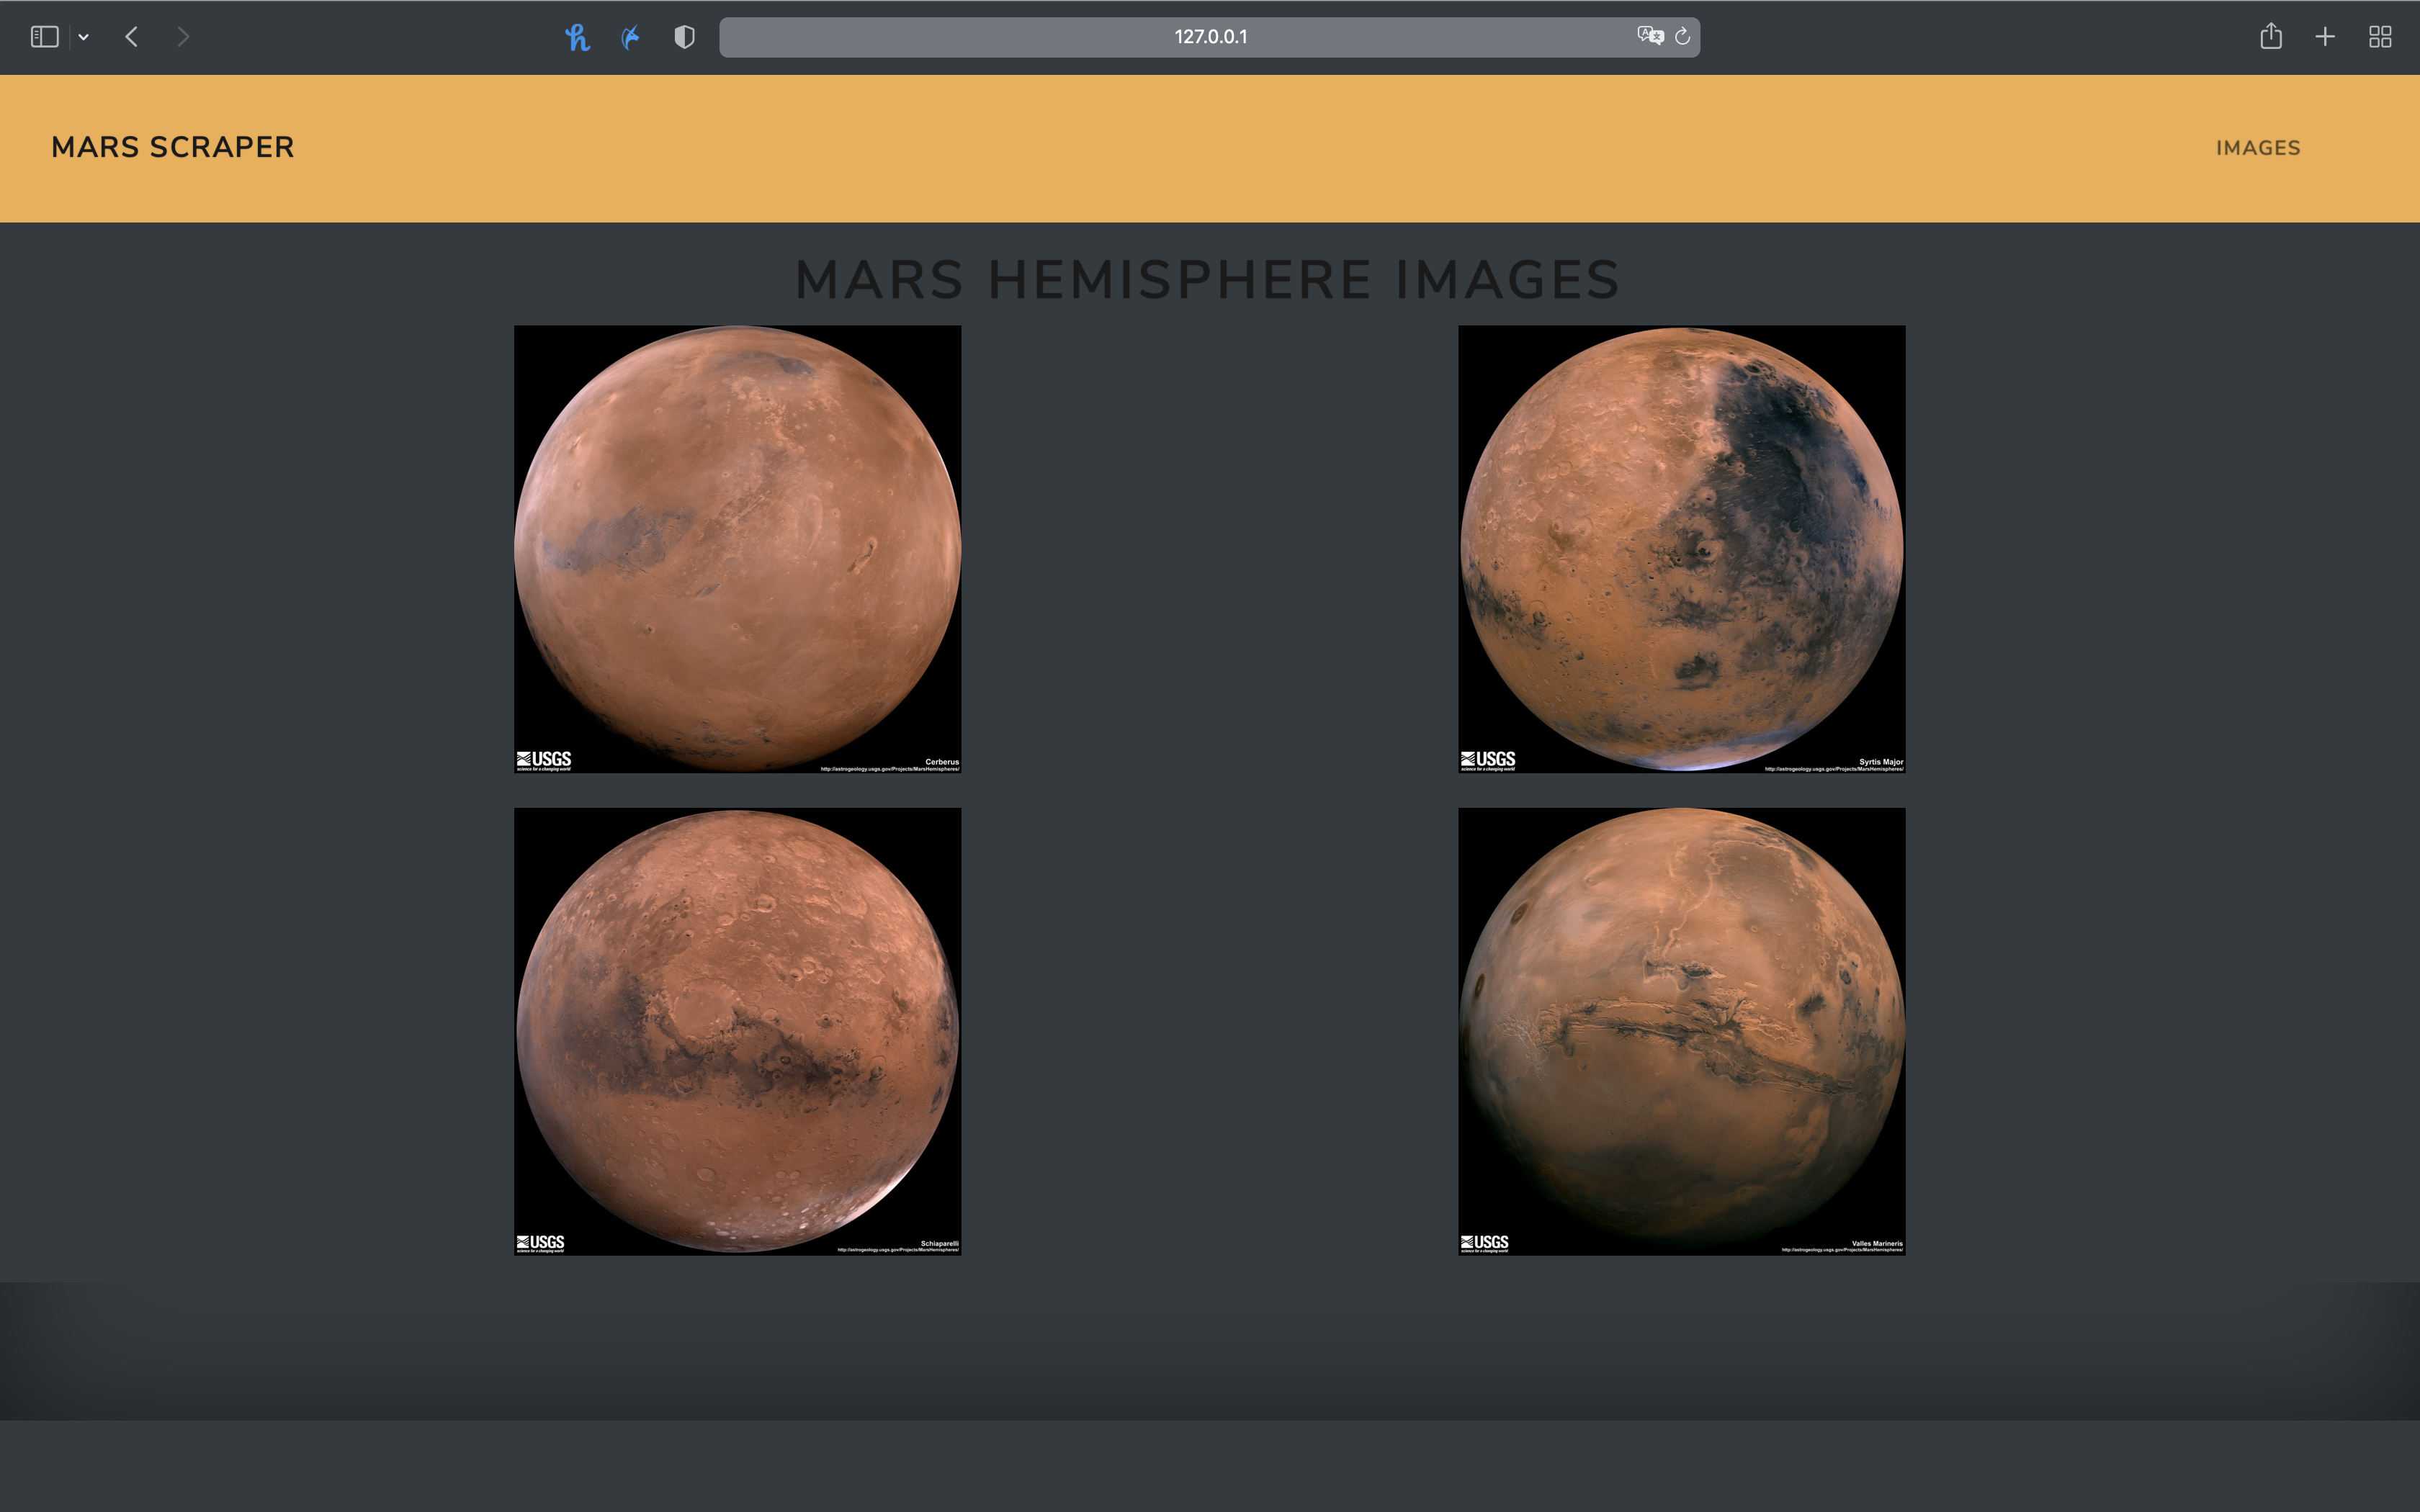 127.0.0.1
MARS SCRAPER
IMAGES
MARS HEMISPHERE IMAGES
USGS
science for a changing world
Cerberus
http://astrogeology.usgs.gov/Projects/MarsHemispheres/
USGS
science for a changing world
Syrtis Major
http://astrogeology.usgs.gov/Projects/MarsHemispheres/
USGS
science for a changing world
Schiaparelli
http://astrogeology.usgs.gov/Projects/MarsHemispheres/
USGS
science for a changing world
Valles Marineris
http://astrogeology.usgs.gov/Projects/MarsHemispheres/